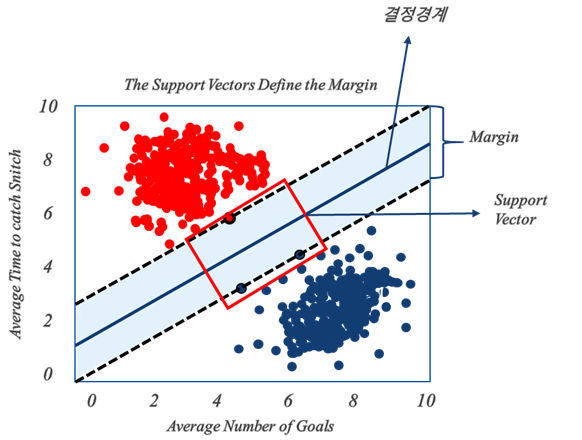 결정경계
The Support Vectors Define the Margin
10
8
6
4
2
0
Average Time to catch Snitch
Margin
Support
Vector
0 2 4 6 8 10
Average Number of Goals